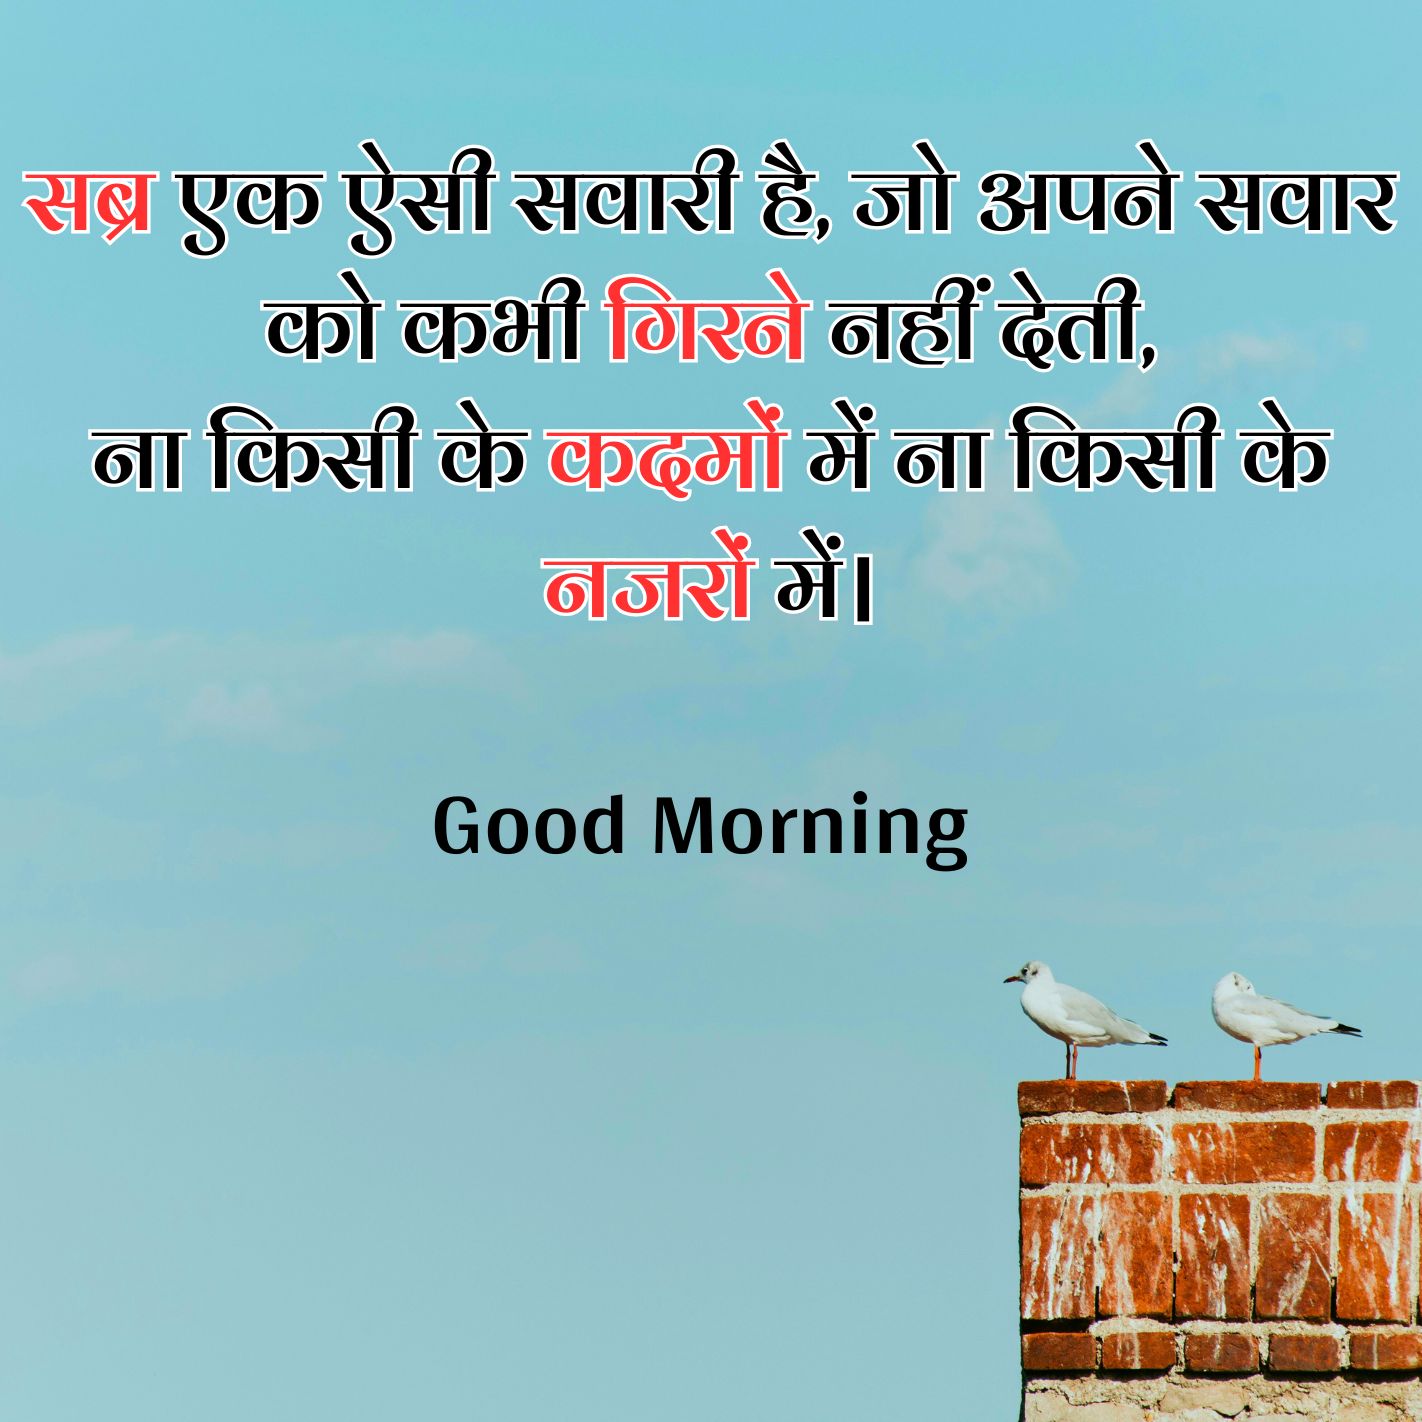 सब्र एक ऐसी सवारी है, जो अपने सवार
को कभी गिरने नहीं देती,
ना किसी के कदमों में ना किसी के
नजरों में।
Good Morning